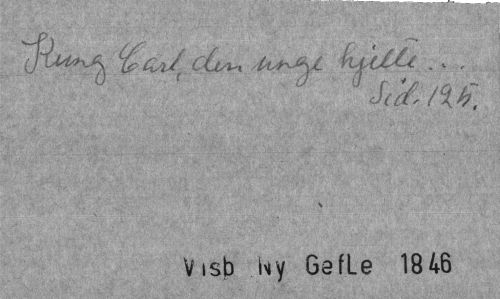 Kung Carl, den unge hjelte...
Sid. 125.
Visb Ny Gefle 1846